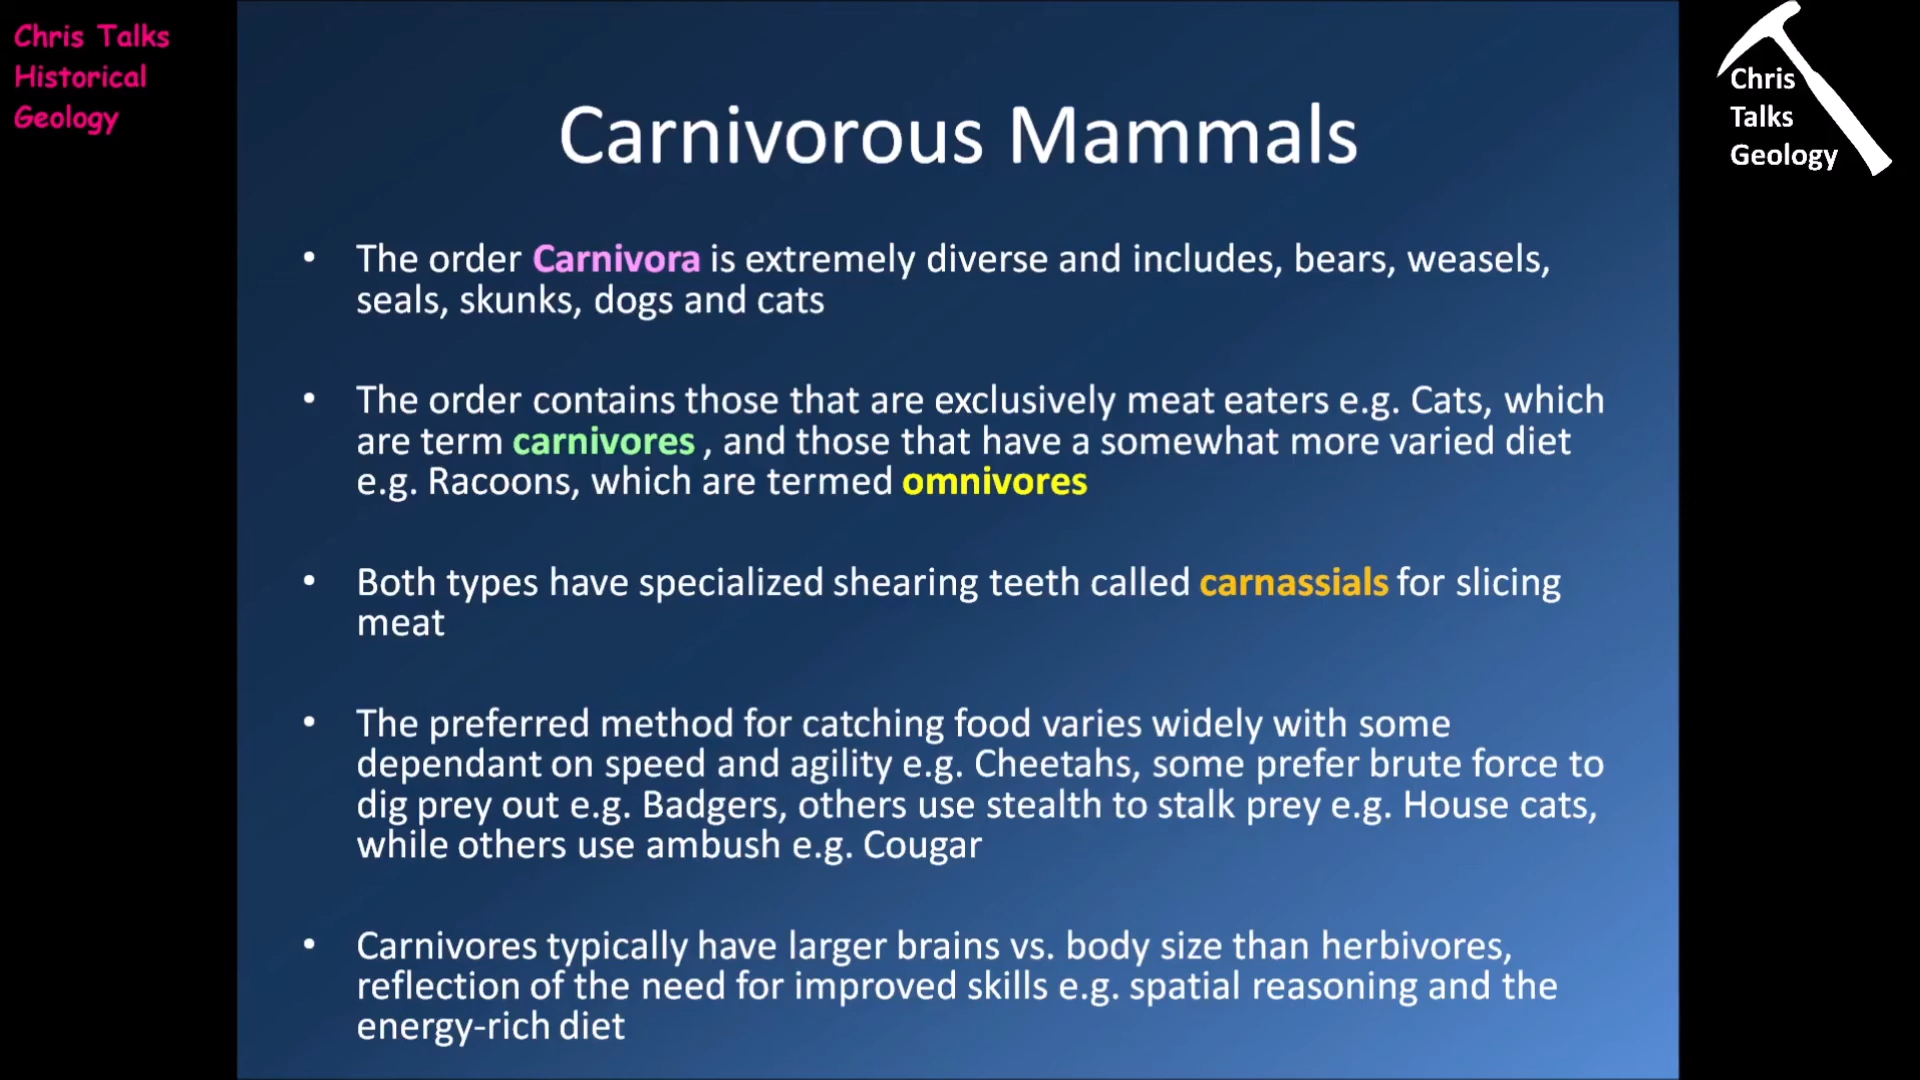 Chris Talks
Historical
Geology
Chris
Talks
Geology
Carnivorous Mammals
• The order Carnivora is extremely diverse and includes, bears, weasels,
seals, skunks, dogs and cats
• The order contains those that are exclusively meat eaters e.g. Cats, which
are term carnivores , and those that have a somewhat more varied diet
e.g. Racoons, which are termed omnivores
• Both types have specialized shearing teeth called carnassials for slicing
meat
• The preferred method for catching food varies widely with some
dependant on speed and agility e.g. Cheetahs, some prefer brute force to
dig prey out e.g. Badgers, others use stealth to stalk prey e.g. House cats,
while others use ambush e.g. Cougar
• Carnivores typically have larger brains vs. body size than herbivores,
reflection of the need for improved skills e.g. spatial reasoning and the
energy-rich diet